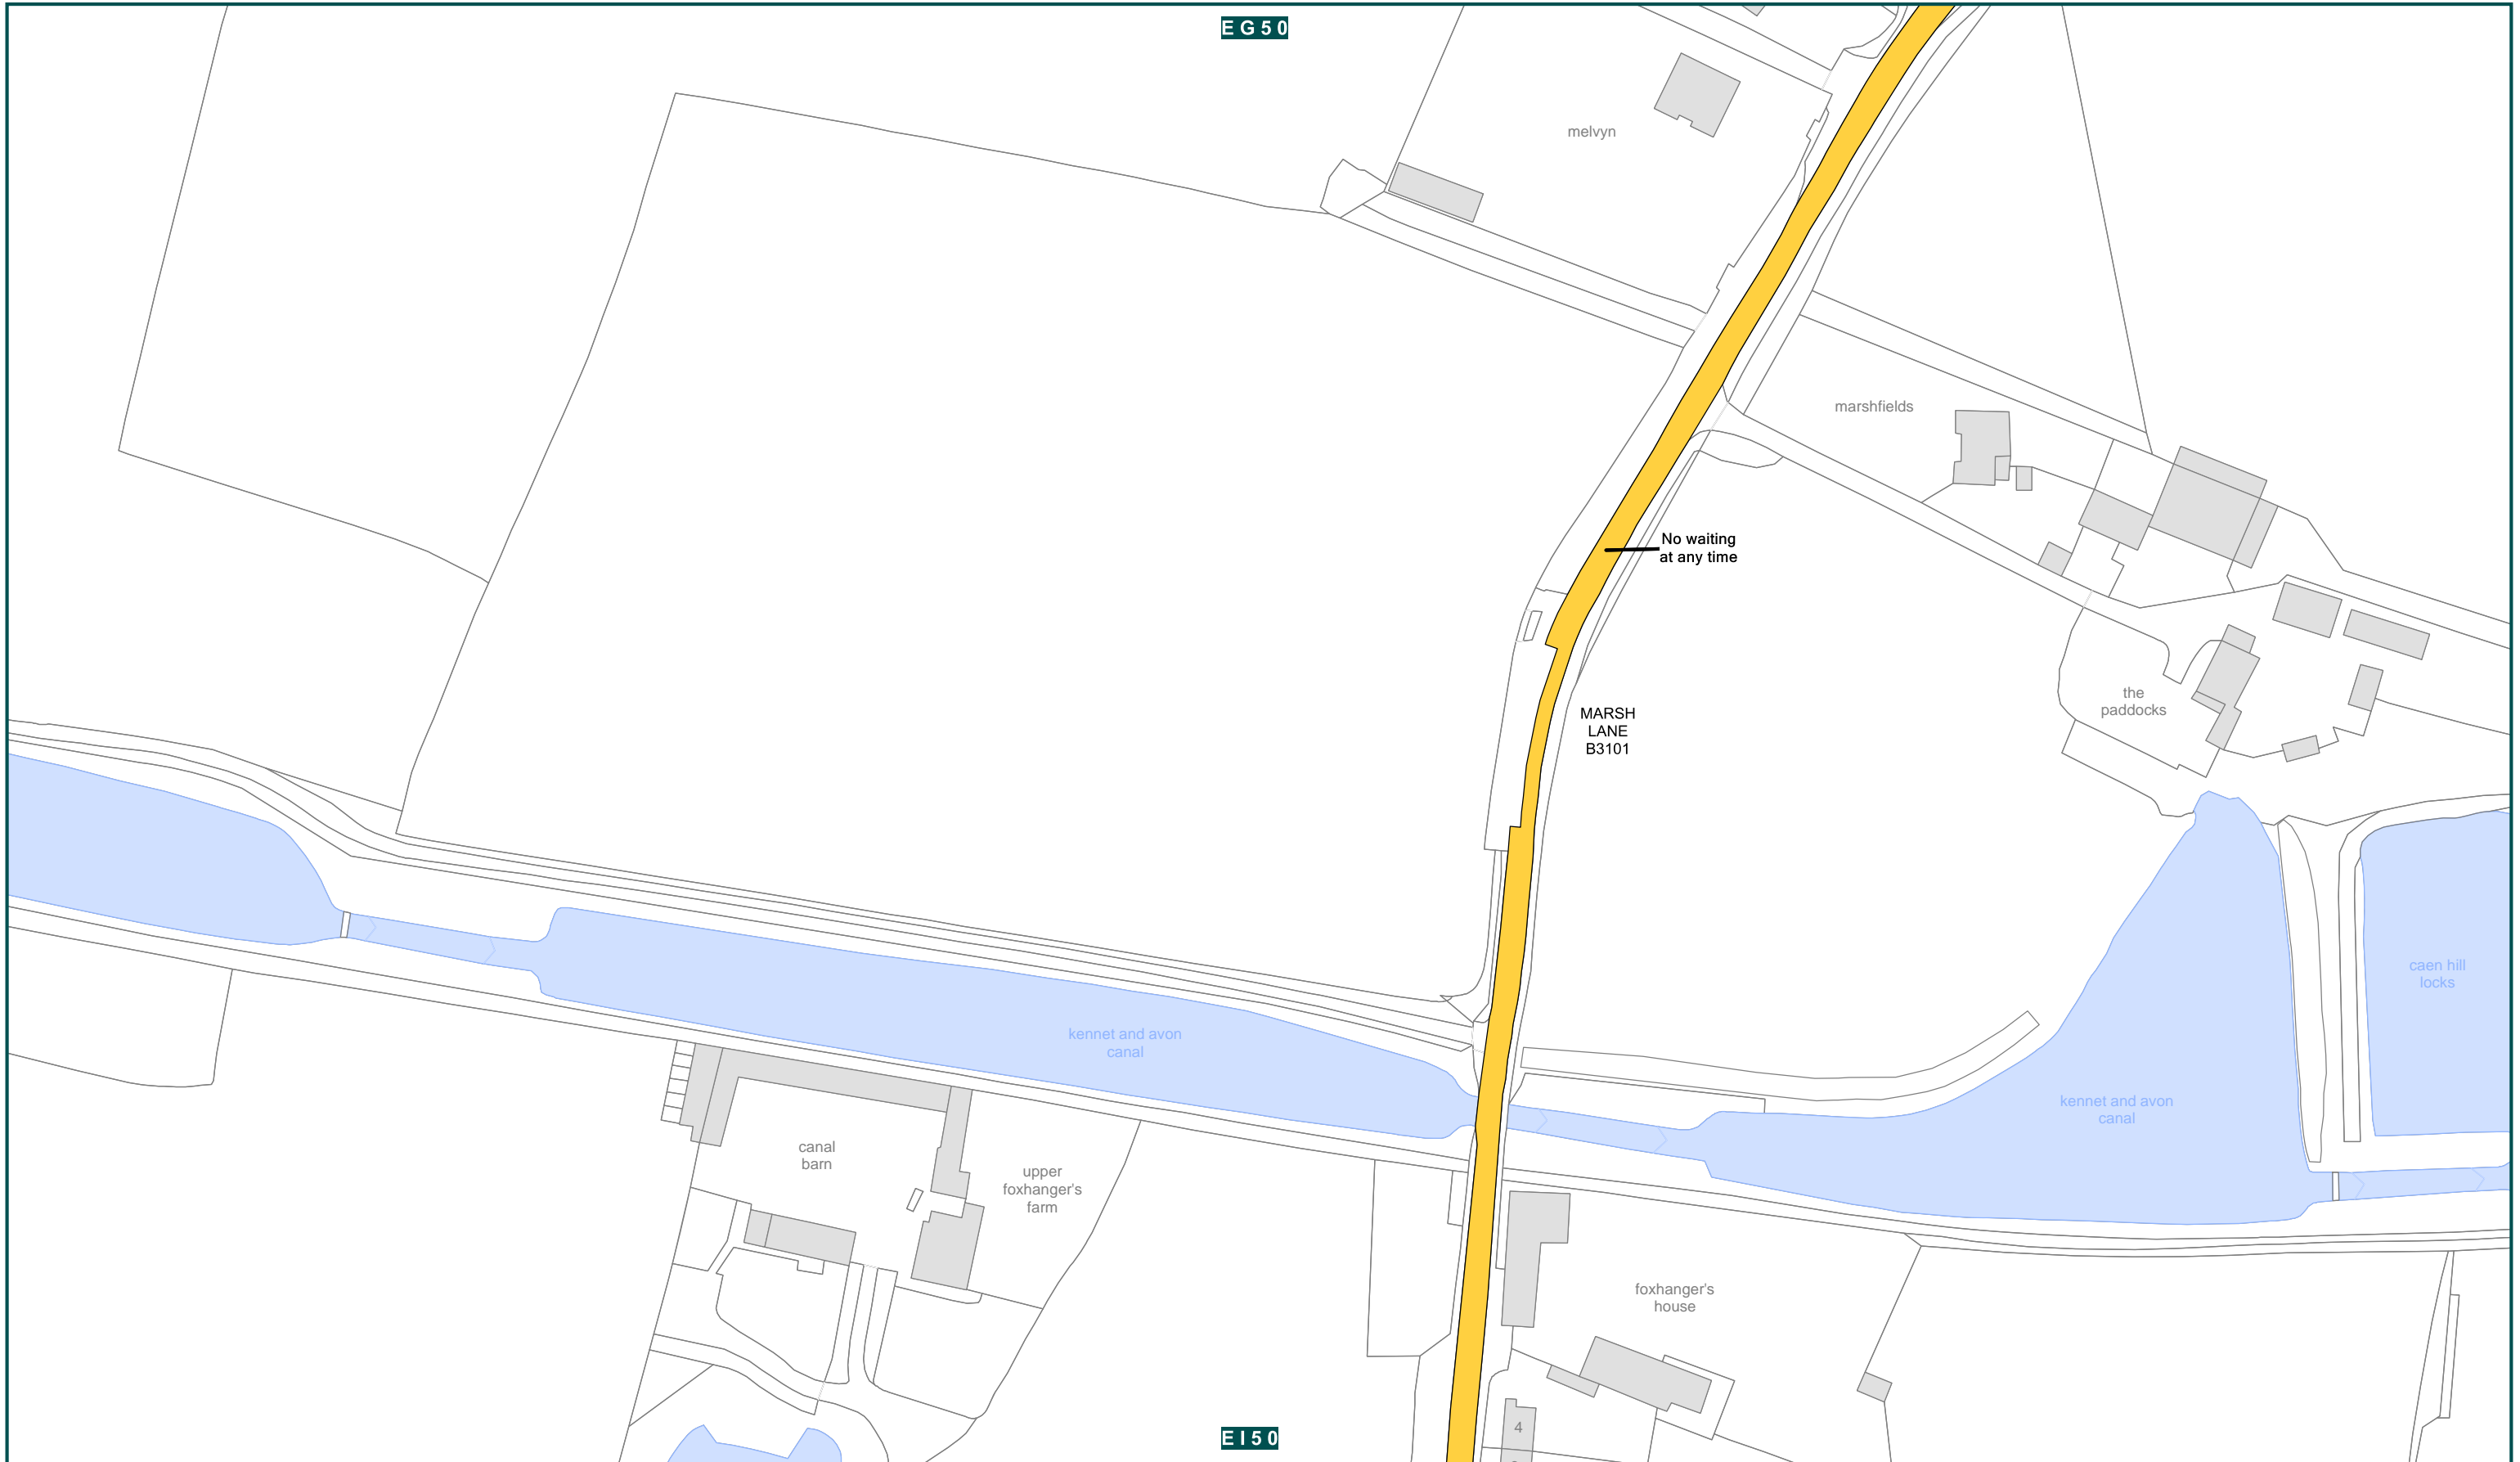 EG50
melvyn
marshfields
No waiting
at any time
the
paddocks
MARSH
LANE
B3101
caen hill
locks
kennet and avon
canal
kennet and avon
canal
canal
barn
upper
foxhanger's
farm
foxhanger's
house
4
EI50